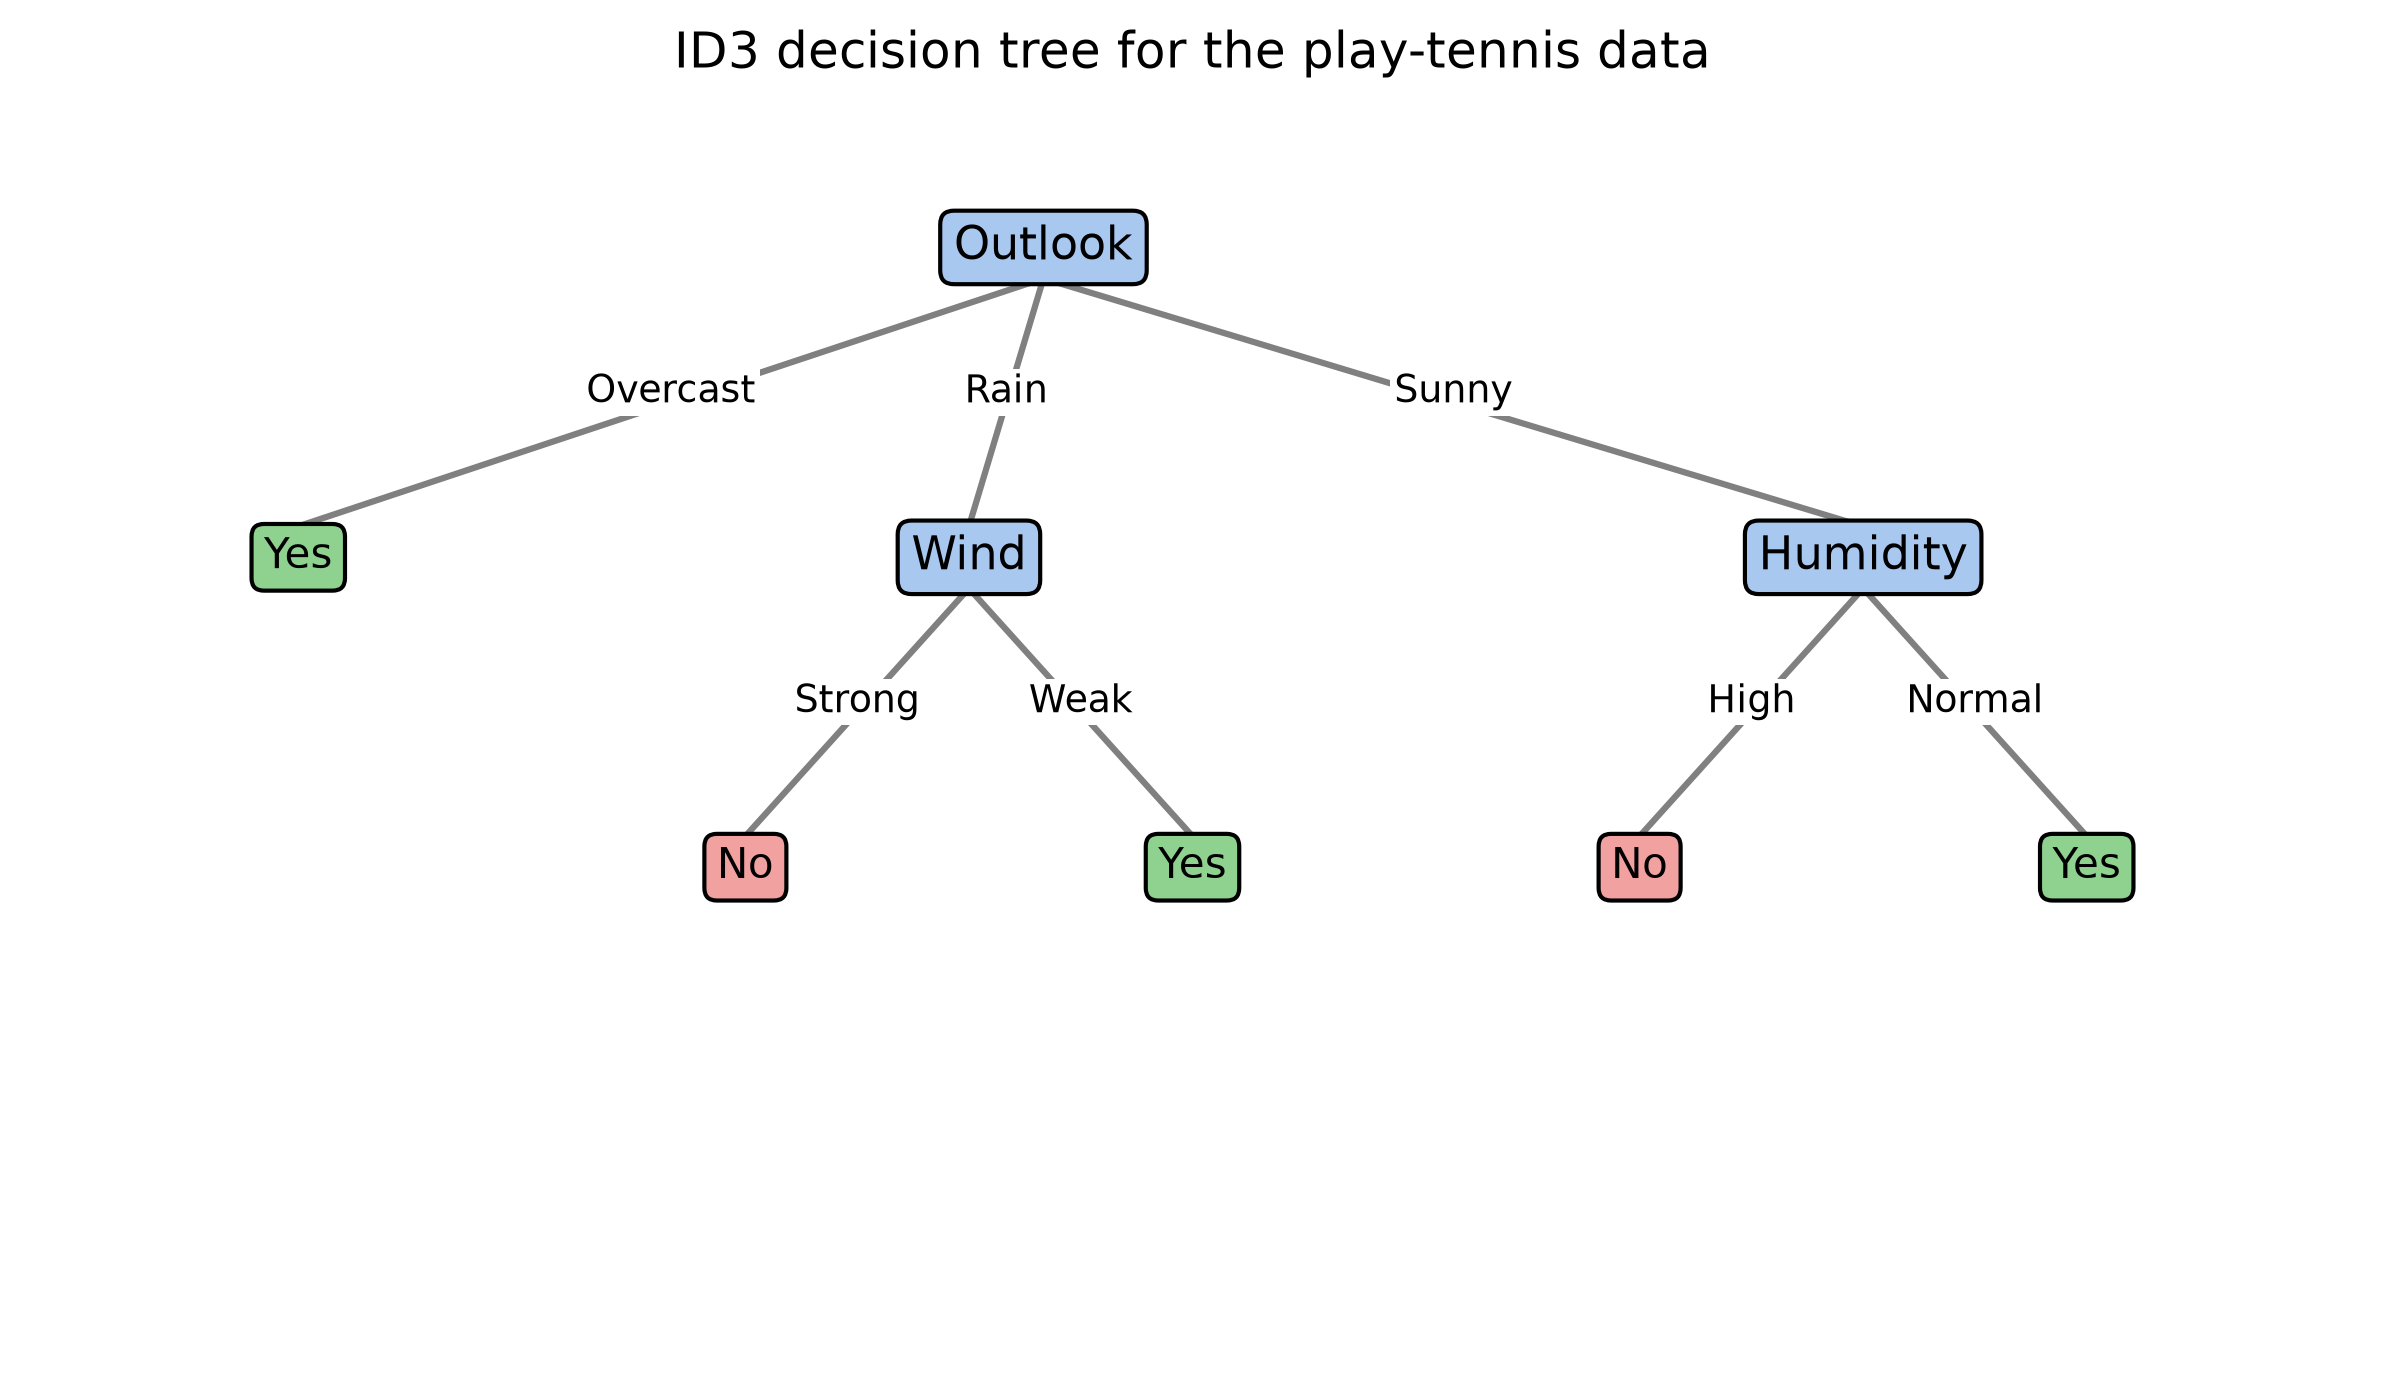 ID3 decision tree for the play-tennis data
Outlook
Overcast
Rain
Sunny
Yes
Wind
Humidity
Strong
Weak
High
Normal
No
Yes
No
Yes